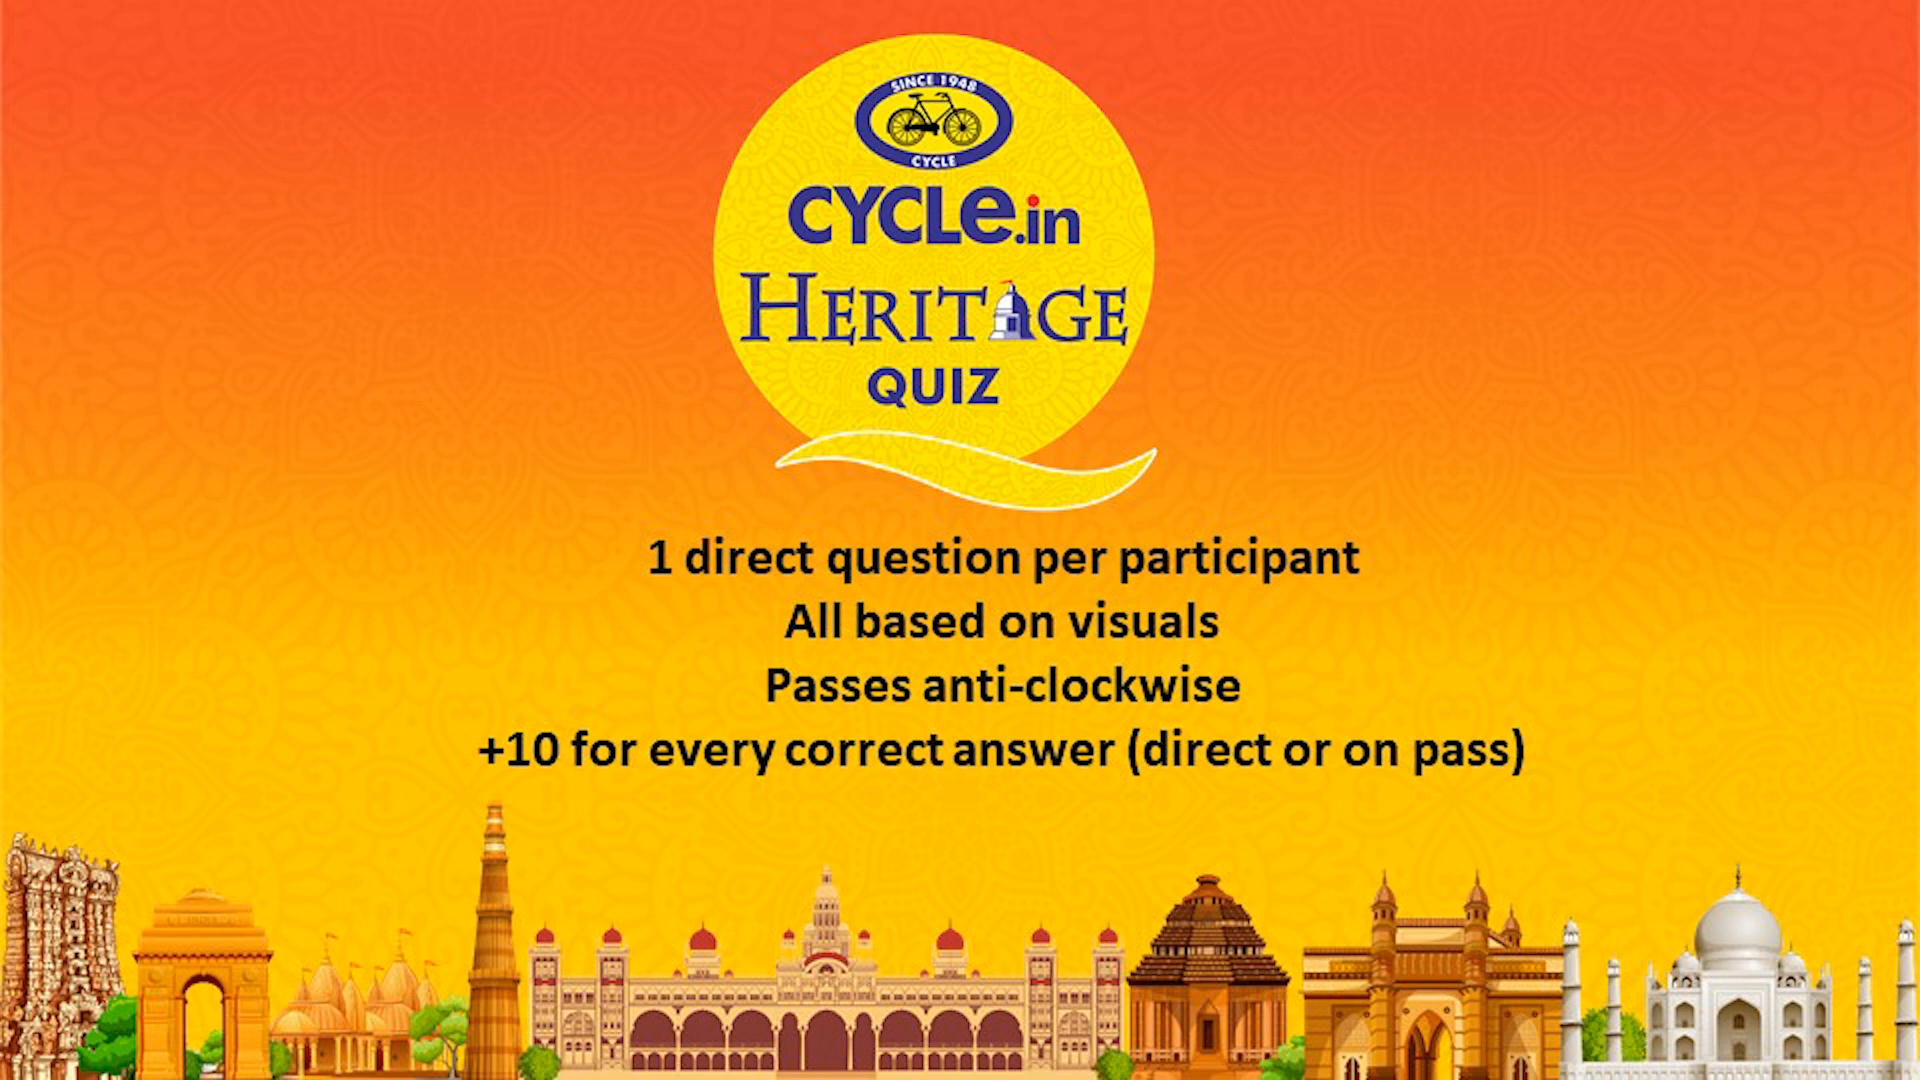 SINCE 1948
CYCLE
CYCLe.in
HERITAGE
QUIZ
1 direct question per participant
All based on visuals
Passes anti-clockwise
+10 for every correct answer (direct or on pass)